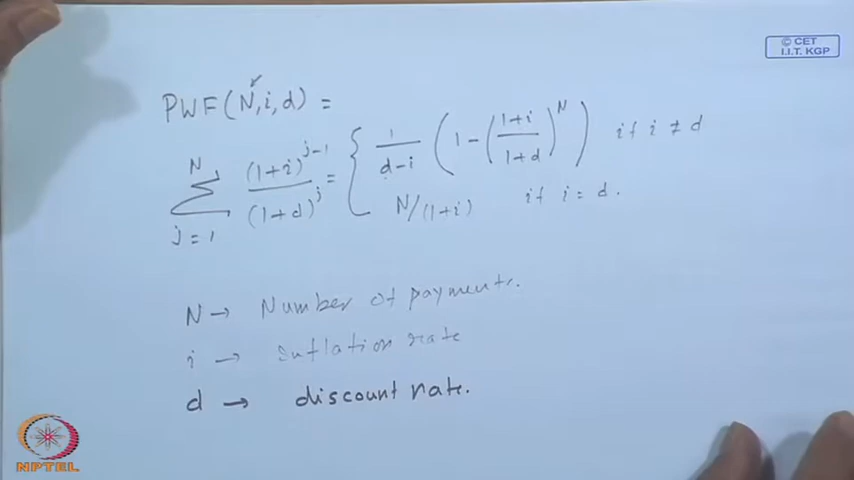 © CET
I.I.T. KGP
PWF(N,i,d) =
N
∑ (1+i)^{j-1} / (1+d)^{j} = { 1/(d-i) (1 - ((1+i)/(1+d))^N) if i ≠ d
j=1
N/(1+i) if i = d.
N → Number of payments.
i → Inflation rate
d → discount rate.
NPTEL